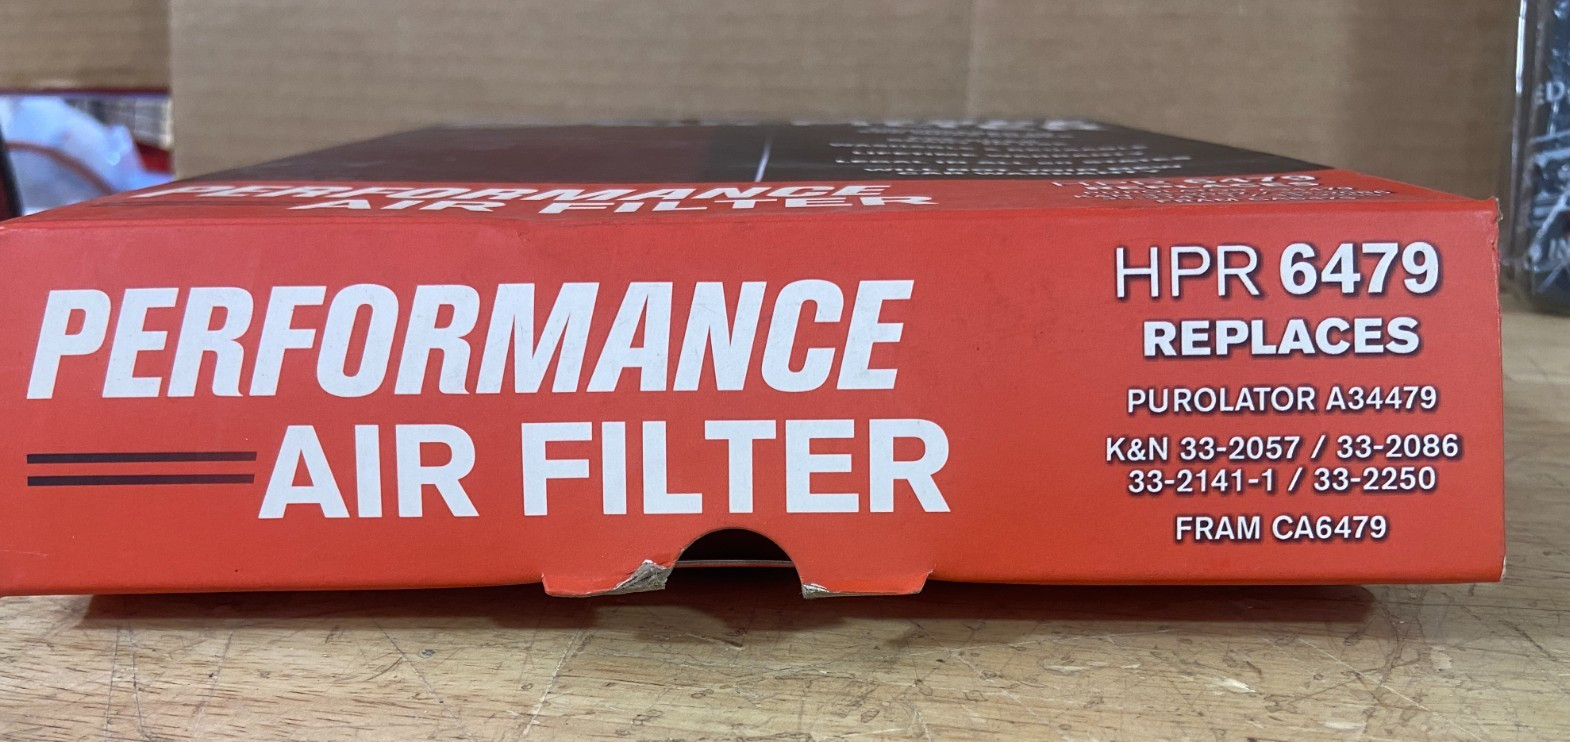 PERFORMANCE
AIR FILTER
PERFORMANCE
AIR FILTER
HPR 6479
REPLACES
PUROLATOR A34479
K&N 33-2057 / 33-2086
33-2141-1 / 33-2250
FRAM CA6479